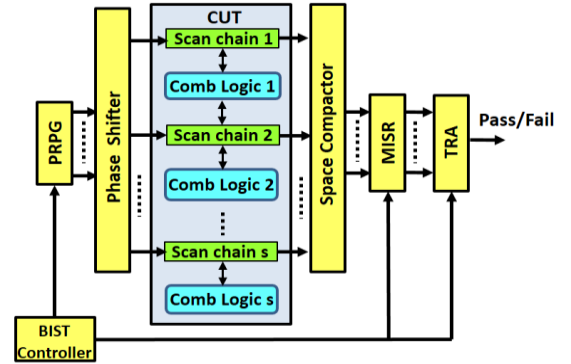 CUT
Scan chain 1
Comb Logic 1
Scan chain 2
Comb Logic 2
Scan chain s
Comb Logic s
PRPG
Phase Shifter
Space Compactor
MISR
TRA
Pass/Fail
BIST
Controller